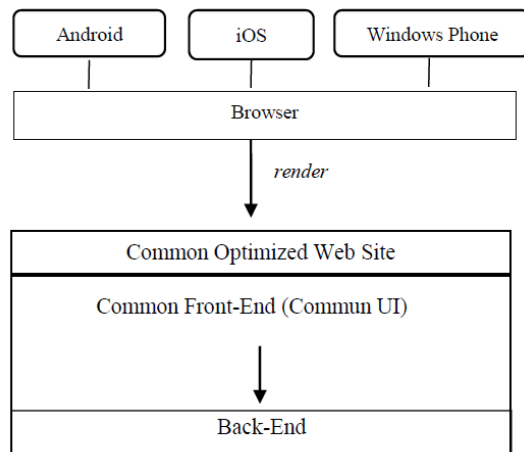 Android
iOS
Windows Phone
Browser
render
Common Optimized Web Site
Common Front-End (Commun UI)
Back-End